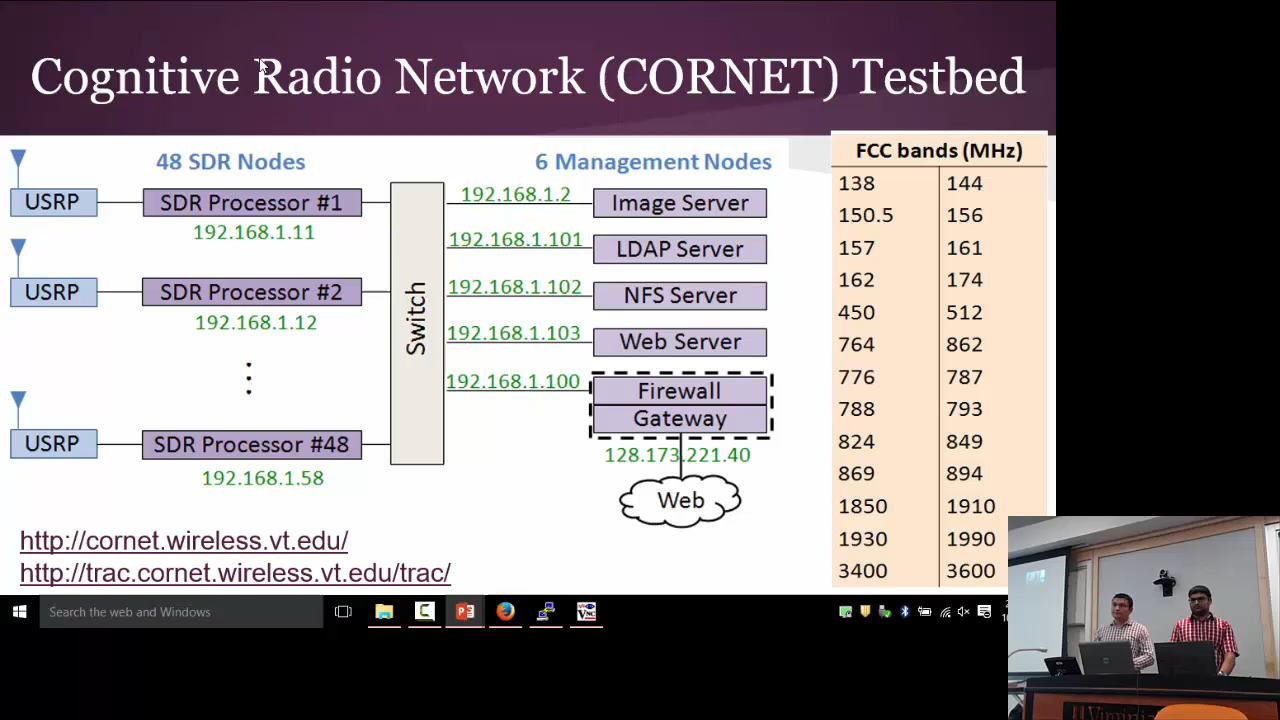 Cognitive Radio Network (CORNET) Testbed
48 SDR Nodes
USRP
SDR Processor #1
192.168.1.11
USRP
SDR Processor #2
192.168.1.12
USRP
SDR Processor #48
192.168.1.58
Switch
6 Management Nodes
192.168.1.2
Image Server
192.168.1.101
LDAP Server
192.168.1.102
NFS Server
192.168.1.103
Web Server
192.168.1.100
Firewall
Gateway
128.173.221.40
Web
FCC bands (MHz)
138 144
150.5 156
157 161
162 174
450 512
764 862
776 787
788 793
824 849
869 894
1850 1910
1930 1990
3400 3600
http://cornet.wireless.vt.edu/
http://trac.cornet.wireless.vt.edu/trac/
Search the web and Windows